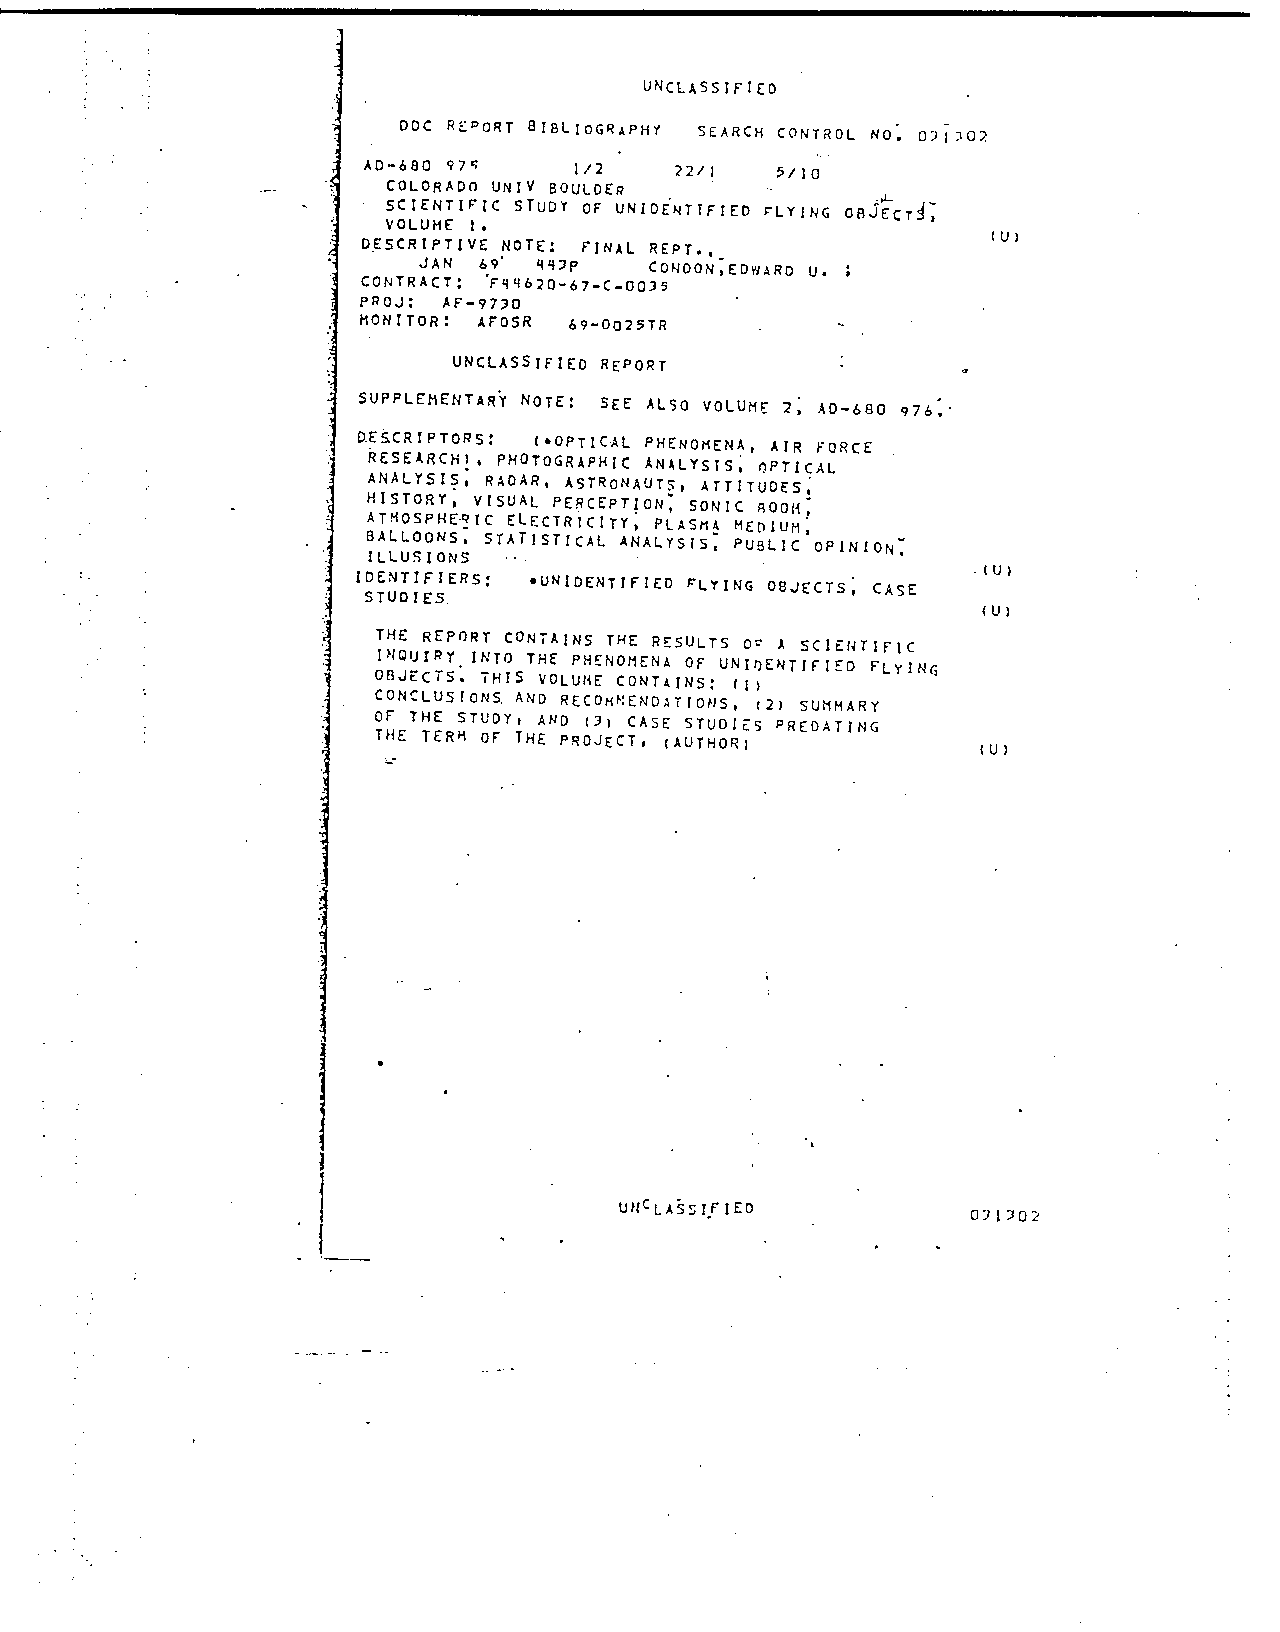 UNCLASSIFIED
DDC REPORT BIBLIOGRAPHY SEARCH CONTROL NO. 031302
AD-680 975 1/2 22/1 5/10
COLORADO UNIV BOULDER
SCIENTIFIC STUDY OF UNIDENTIFIED FLYING OBJECTS,
VOLUME 1. (U)
DESCRIPTIVE NOTE: FINAL REPT.,
JAN 69 443P CONDON,EDWARD U. ;
CONTRACT: F44620-67-C-0035
PROJ: AF-9730
MONITOR: AFOSR 69-0025TR
UNCLASSIFIED REPORT
SUPPLEMENTARY NOTE: SEE ALSO VOLUME 2, AD-680 976.
DESCRIPTORS: (*OPTICAL PHENOMENA, AIR FORCE
RESEARCH), PHOTOGRAPHIC ANALYSIS, OPTICAL
ANALYSIS, RADAR, ASTRONAUTS, ATTITUDES,
HISTORY, VISUAL PERCEPTION, SONIC BOOM,
ATMOSPHERIC ELECTRICITY, PLASMA MEDIUM,
BALLOONS, STATISTICAL ANALYSIS, PUBLIC OPINION,
ILLUSIONS (U)
IDENTIFIERS: *UNIDENTIFIED FLYING OBJECTS, CASE
STUDIES (U)
THE REPORT CONTAINS THE RESULTS OF A SCIENTIFIC
INQUIRY INTO THE PHENOMENA OF UNIDENTIFIED FLYING
OBJECTS. THIS VOLUME CONTAINS: (1)
CONCLUSIONS AND RECOMMENDATIONS, (2) SUMMARY
OF THE STUDY, AND (3) CASE STUDIES PREDATING
THE TERM OF THE PROJECT. (AUTHOR) (U)
UNCLASSIFIED
031302